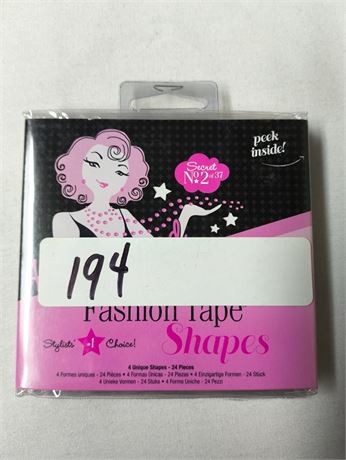 peek
inside!
Secret
No. 2 of 37
194
Fashion Tape
Stylists' #1 Choice!
Shapes
4 Unique Shapes - 24 Pieces
4 Formes uniques - 24 Pièces • 4 Formas Únicas - 24 Piezas • 4 Einzigartige Formen - 24 Stück
4 Unieke Vormen - 24 Stuks • 4 Forme Uniche - 24 Pezzi